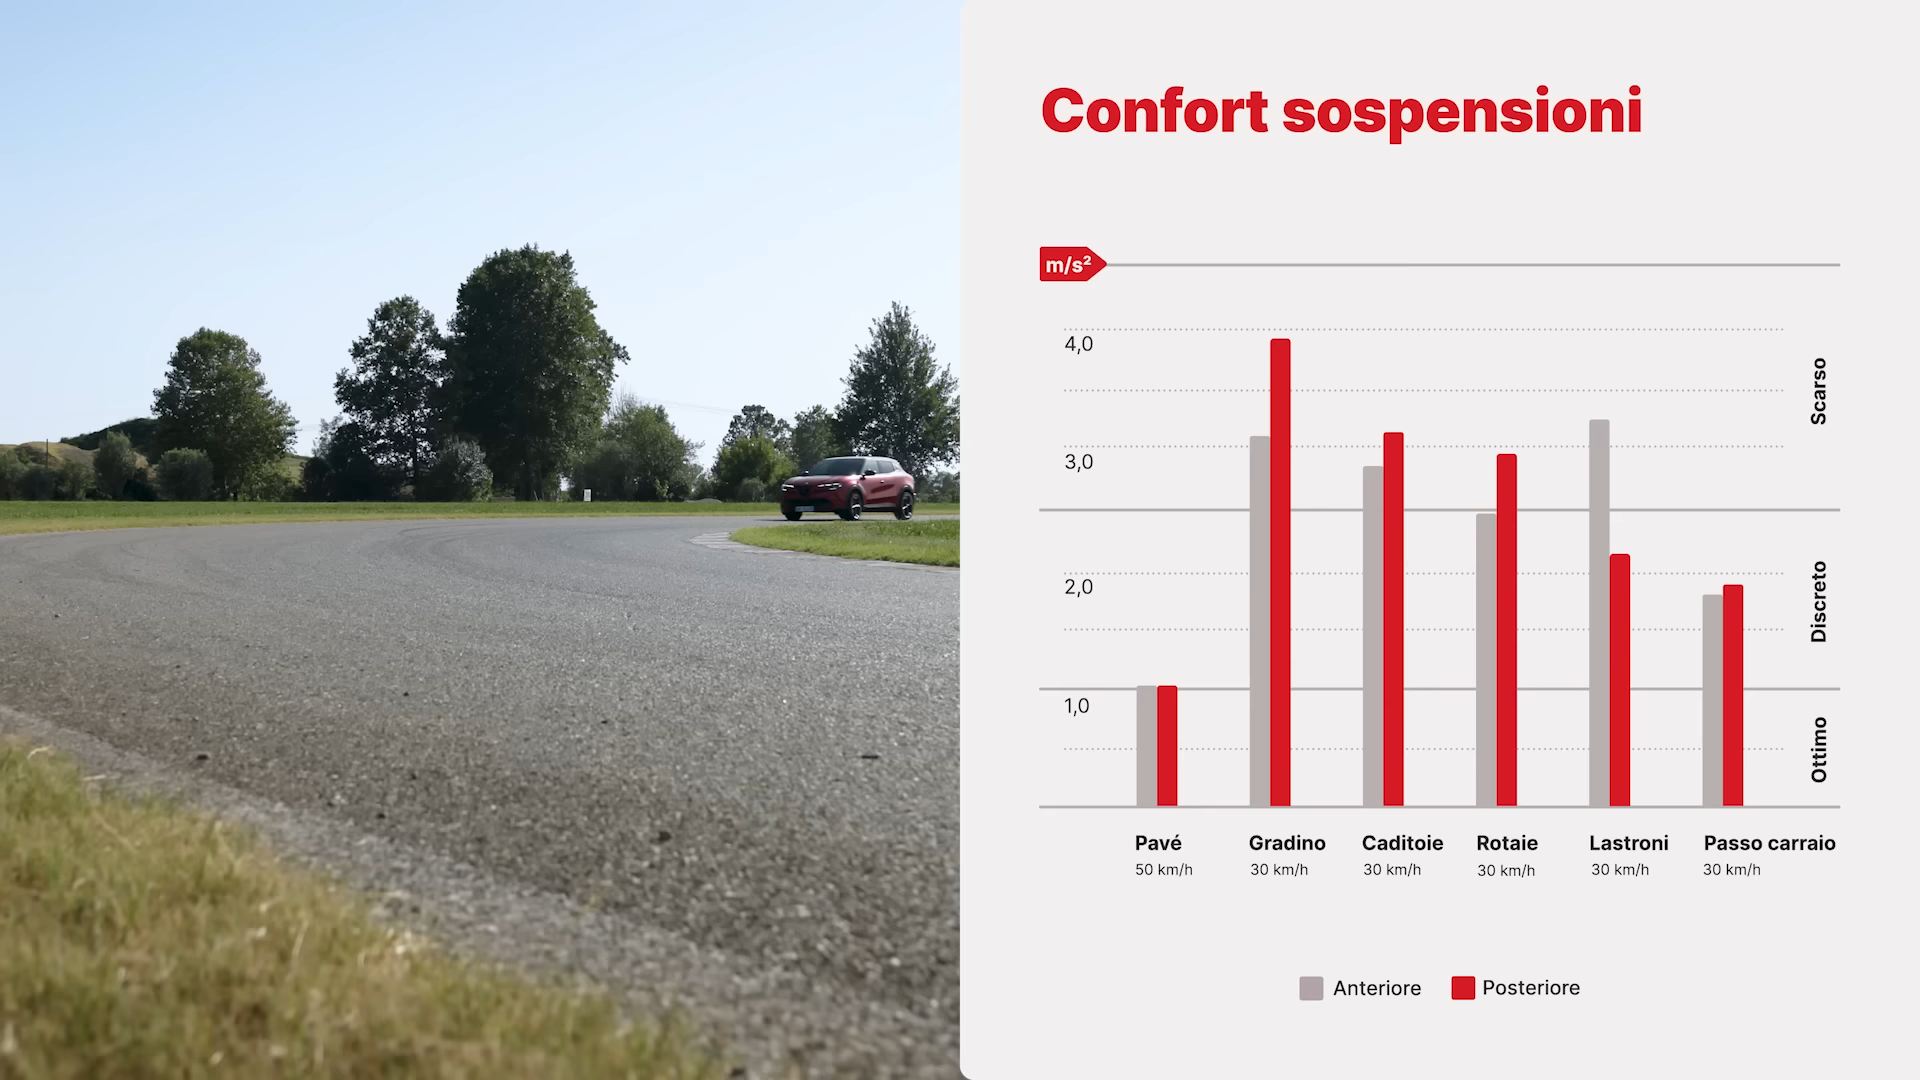 Confort sospensioni
m/s²
4,0
3,0
2,0
1,0
Scarso
Discreto
Ottimo
Pavé Gradino Caditoie Rotaie Lastroni Passo carraio
50 km/h 30 km/h 30 km/h 30 km/h 30 km/h 30 km/h
Anteriore Posteriore